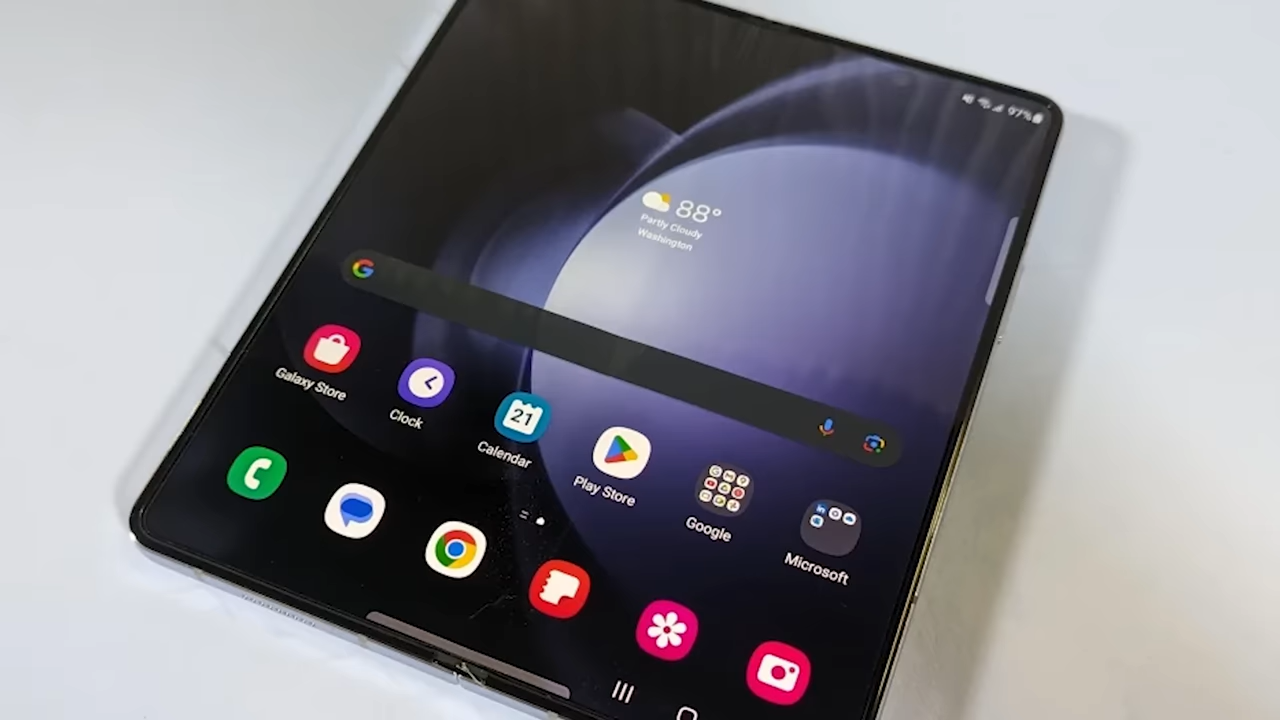 97%
88°
Partly Cloudy
Washington
G
Galaxy Store
Clock
21
Calendar
Play Store
Google
Microsoft